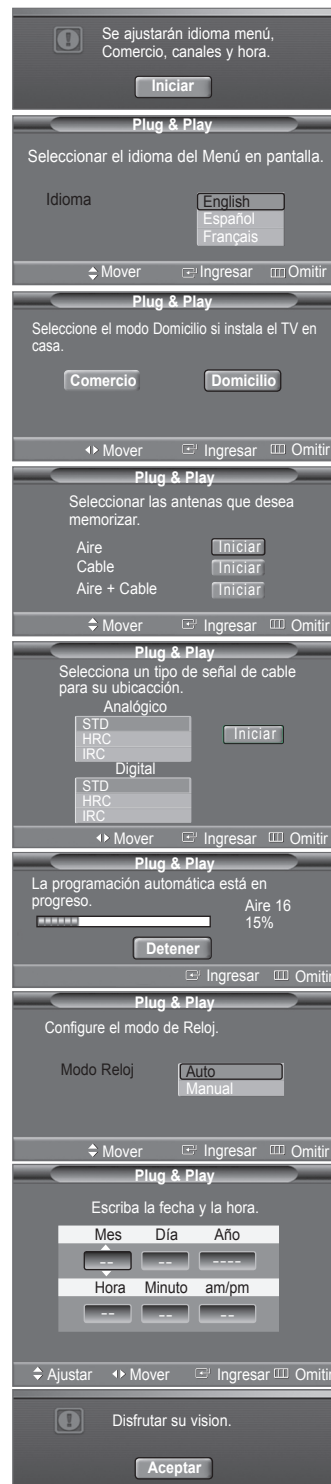 Se ajustarán idioma menú,
Comercio, canales y hora.
Iniciar
Plug & Play
Seleccionar el idioma del Menú en pantalla.
Idioma
English
Español
Français
Mover Ingresar Omitir
Plug & Play
Seleccione el modo Domicilio si instala el TV en
casa.
Comercio Domicilio
Mover Ingresar Omitir
Plug & Play
Seleccionar las antenas que desea
memorizar.
Aire Iniciar
Cable Iniciar
Aire + Cable Iniciar
Mover Ingresar Omitir
Plug & Play
Selecciona un tipo de señal de cable
para su ubicacción.
Analógico
STD
HRC Iniciar
IRC
Digital
STD
HRC
IRC
Mover Ingresar Omitir
Plug & Play
La programación automática está en
progreso.
Aire 16
15%
Detener
Ingresar Omitir
Plug & Play
Configure el modo de Reloj.
Modo Reloj Auto
Manual
Mover Ingresar Omitir
Plug & Play
Escriba la fecha y la hora.
Mes Día Año
-- -- ----
Hora Minuto am/pm
-- -- --
Ajustar Mover Ingresar Omitir
Disfrutar su vision.
Aceptar